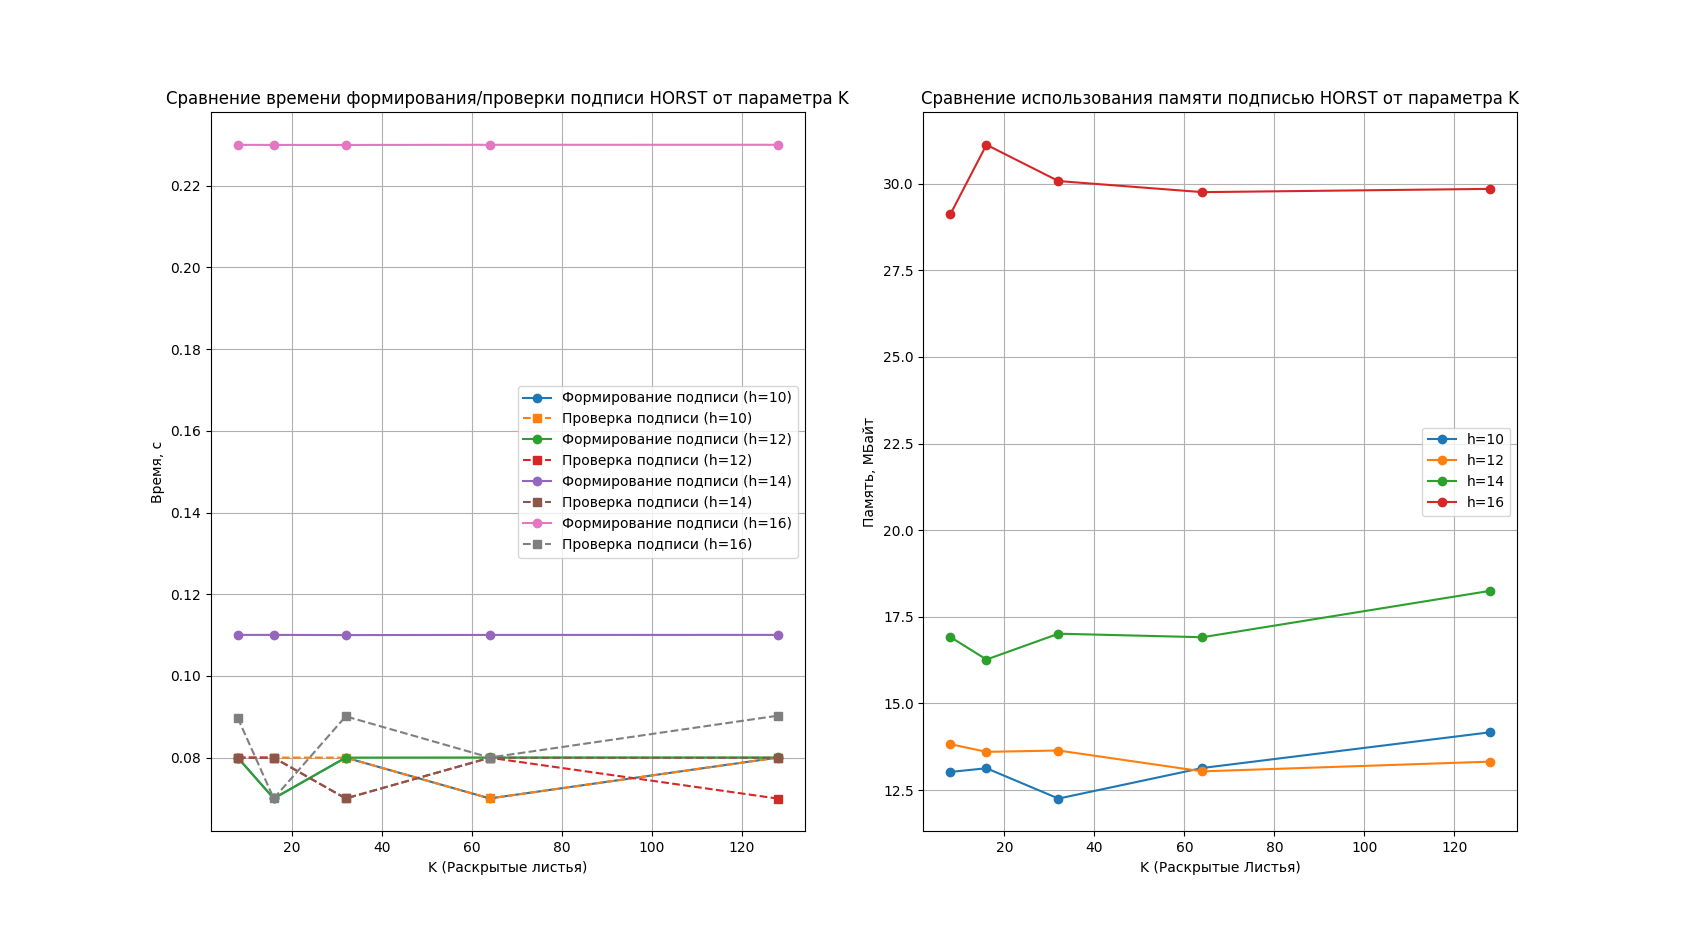 Сравнение времени формирования/проверки подписи HORST от параметра K
0.22
0.20
0.18
0.16
0.14
0.12
0.10
0.08
Время, с
Формирование подписи (h=10)
Проверка подписи (h=10)
Формирование подписи (h=12)
Проверка подписи (h=12)
Формирование подписи (h=14)
Проверка подписи (h=14)
Формирование подписи (h=16)
Проверка подписи (h=16)
20 40 60 80 100 120
K (Раскрытые листья)
Сравнение использования памяти подписью HORST от параметра K
30.0
27.5
25.0
22.5
20.0
17.5
15.0
12.5
Память, МБайт
h=10
h=12
h=14
h=16
20 40 60 80 100 120
K (Раскрытые Листья)